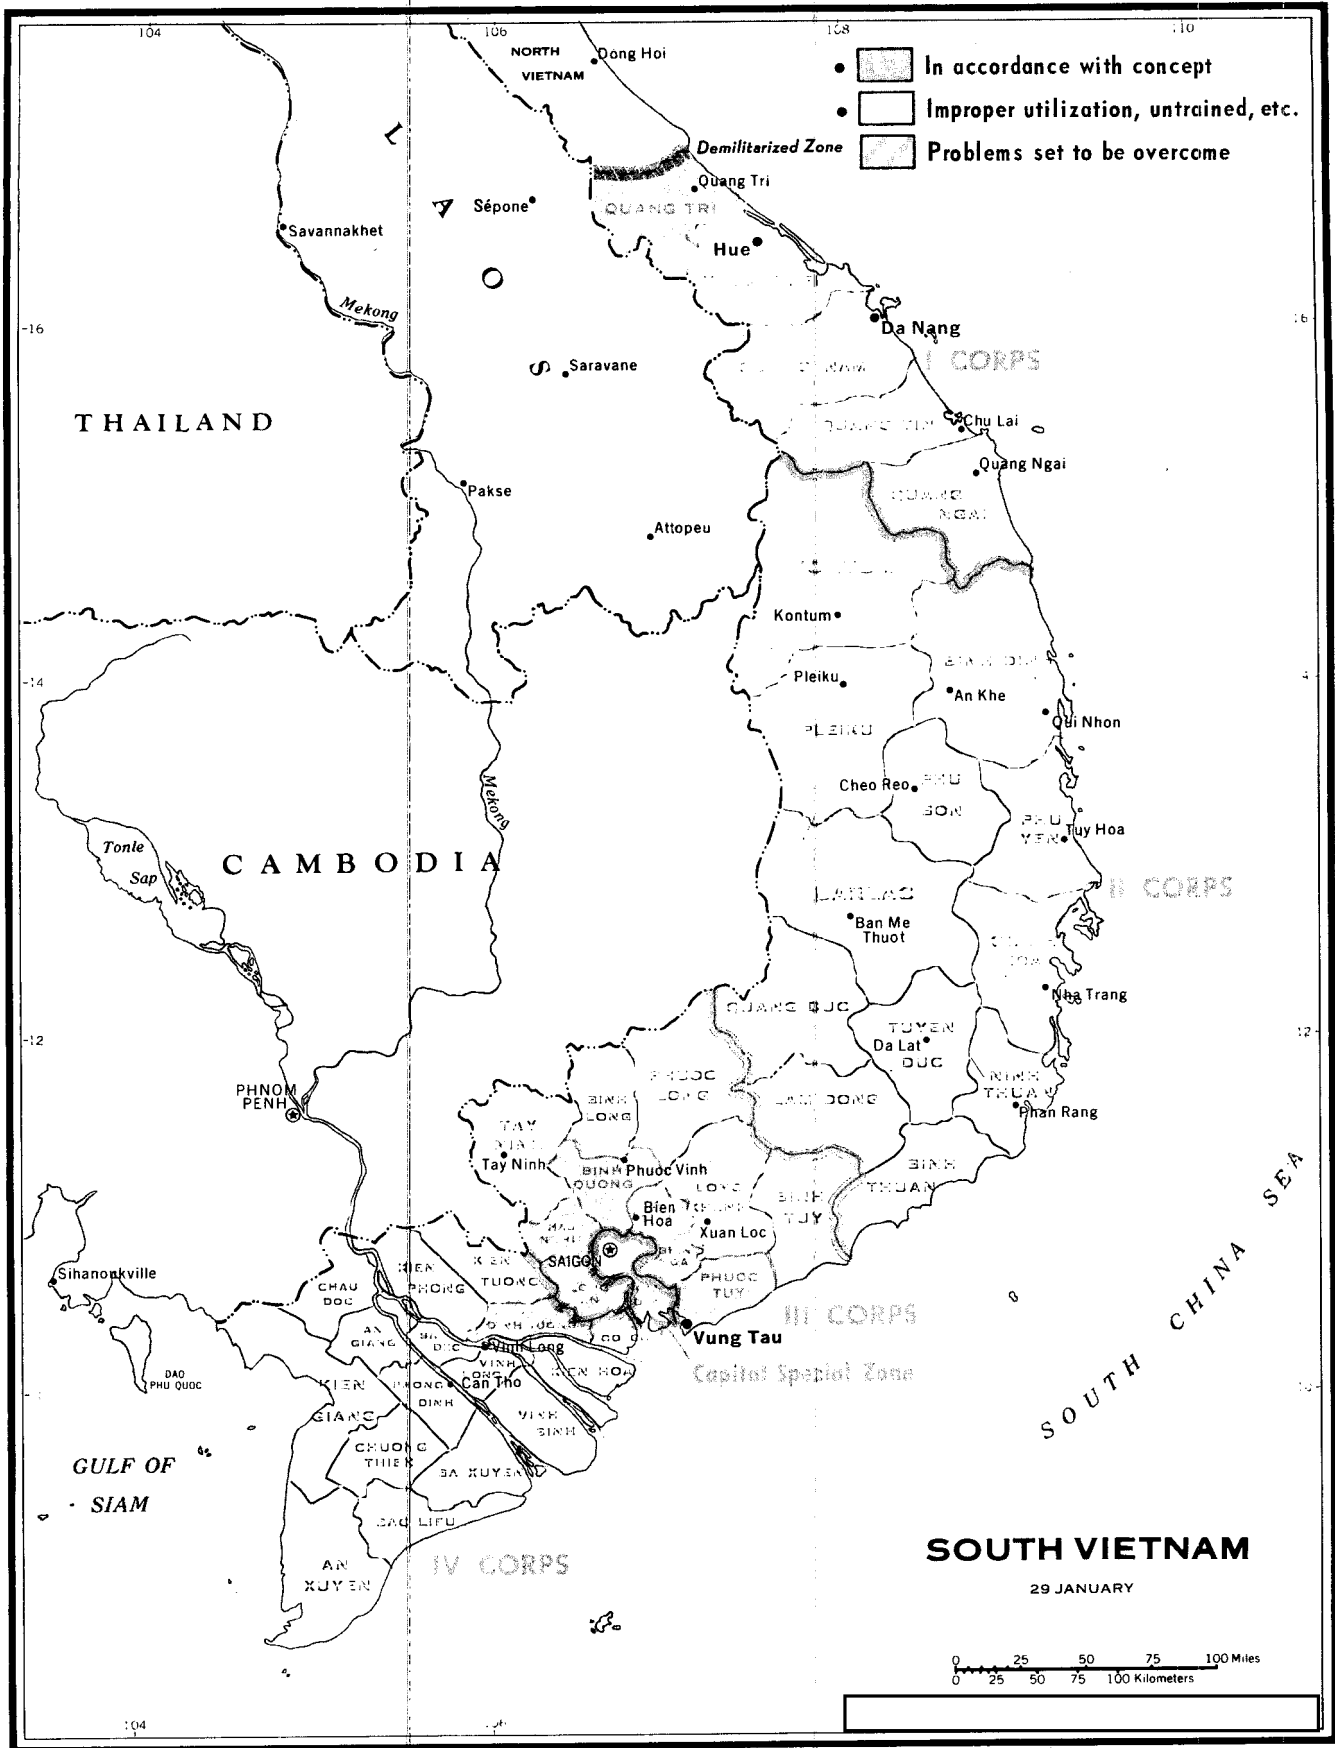 104
106
108
110
NORTH
VIETNAM
Dong Hoi
In accordance with concept
Improper utilization, untrained, etc.
Problems set to be overcome
Demilitarized Zone
Quang Tri
QUANG TRI
L
A
O
S
Sépone
Savannakhet
Hue
Mekong
16
Da Nang
I CORPS
Saravane
NAM
THAILAND
Chu Lai
Quang Ngai
QUANG
NGAI
Pakse
Attopeu
Kontum
14
Pleiku
BINH DINH
An Khe
Qui Nhon
PLEIKU
Cheo Reo
PHU
BON
Mekong
PHU
YEN
Tuy Hoa
Tonle
Sap
CAMBODIA
II CORPS
Ban Me
Thuot
Nha Trang
QUANG DUC
12
12
TUYEN
Da Lat
DUC
PHNOM
PENH
PHUOC
LONG
BINH
LONG
LAM DONG
NINH
THUAN
Phan Rang
TAY
Tay Ninh
BINH
Phuoc Vinh
BINH
THUAN
LONG
BINH
TUY
Bien
Hoa
Xuan Loc
SAIGON
PHUOC
TUY
SOUTH CHINA SEA
Sihanoukville
CHAU
DOC
KIEN
PHONG
KIEN
TUONG
III CORPS
AN
GIANG
Vinh Long
VINH
LONG
Vung Tau
Capital Special Zone
DAO
PHU QUOC
KIEN
GIANG
PHONG
DINH
Can Tho
KIEN HOA
VINH
BINH
CHUONG
THIEN
BA XUYEN
GULF OF
SIAM
BAC LIEU
AN
XUYEN
IV CORPS
SOUTH VIETNAM
29 JANUARY
0 25 50 75 100 Miles
0 25 50 75 100 Kilometers
104